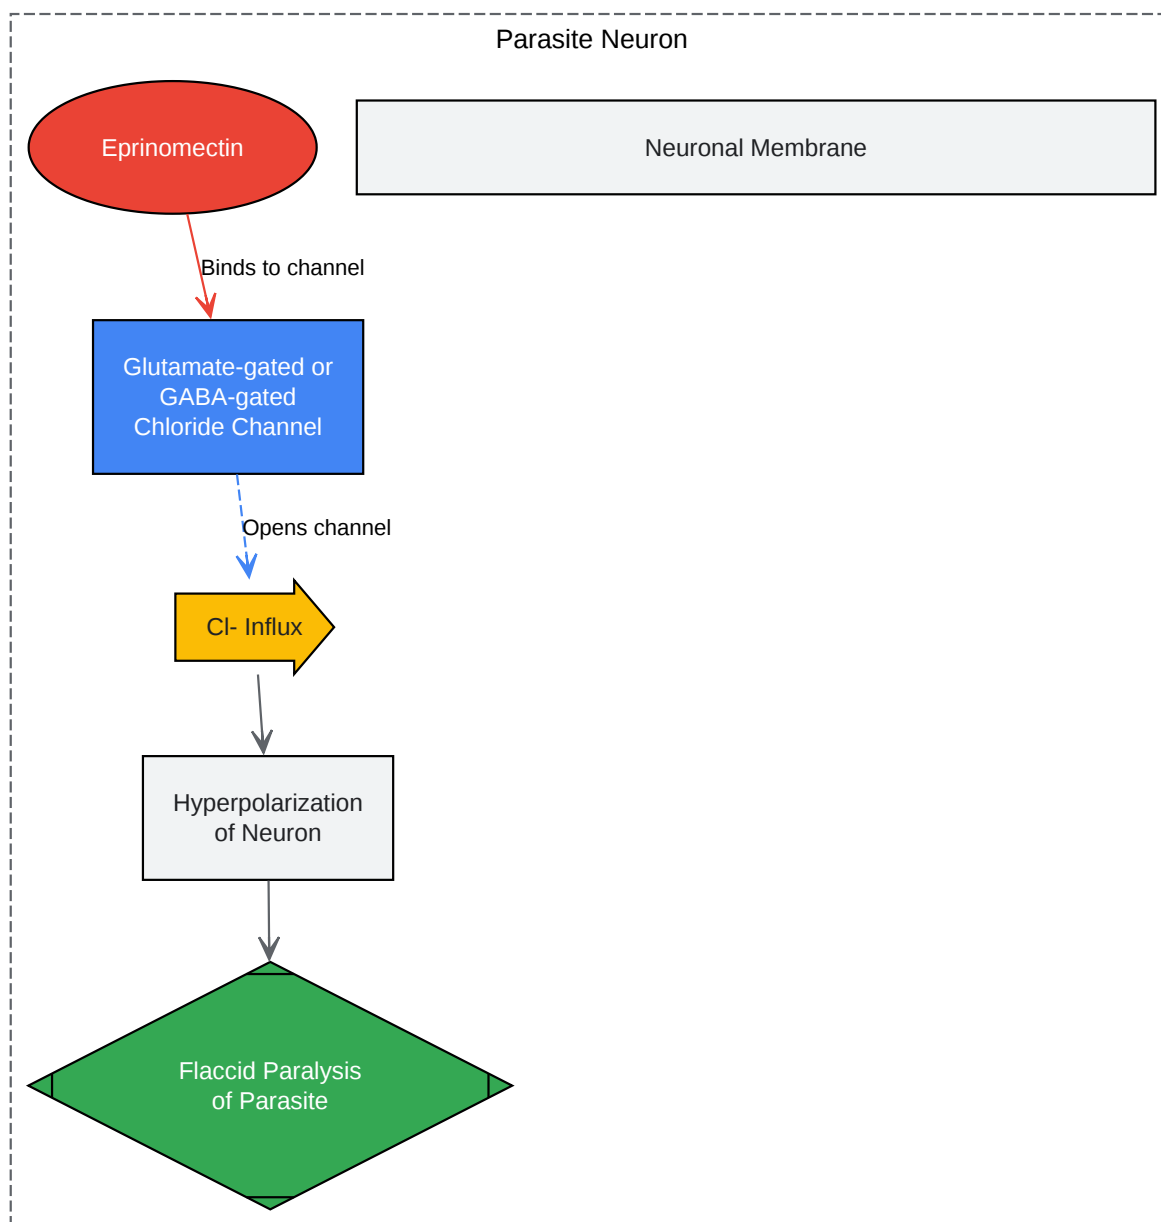 Parasite Neuron
Eprinomectin
Neuronal Membrane
Binds to channel
Glutamate-gated or
GABA-gated
Chloride Channel
Opens channel
Cl- Influx
Hyperpolarization
of Neuron
Flaccid Paralysis
of Parasite